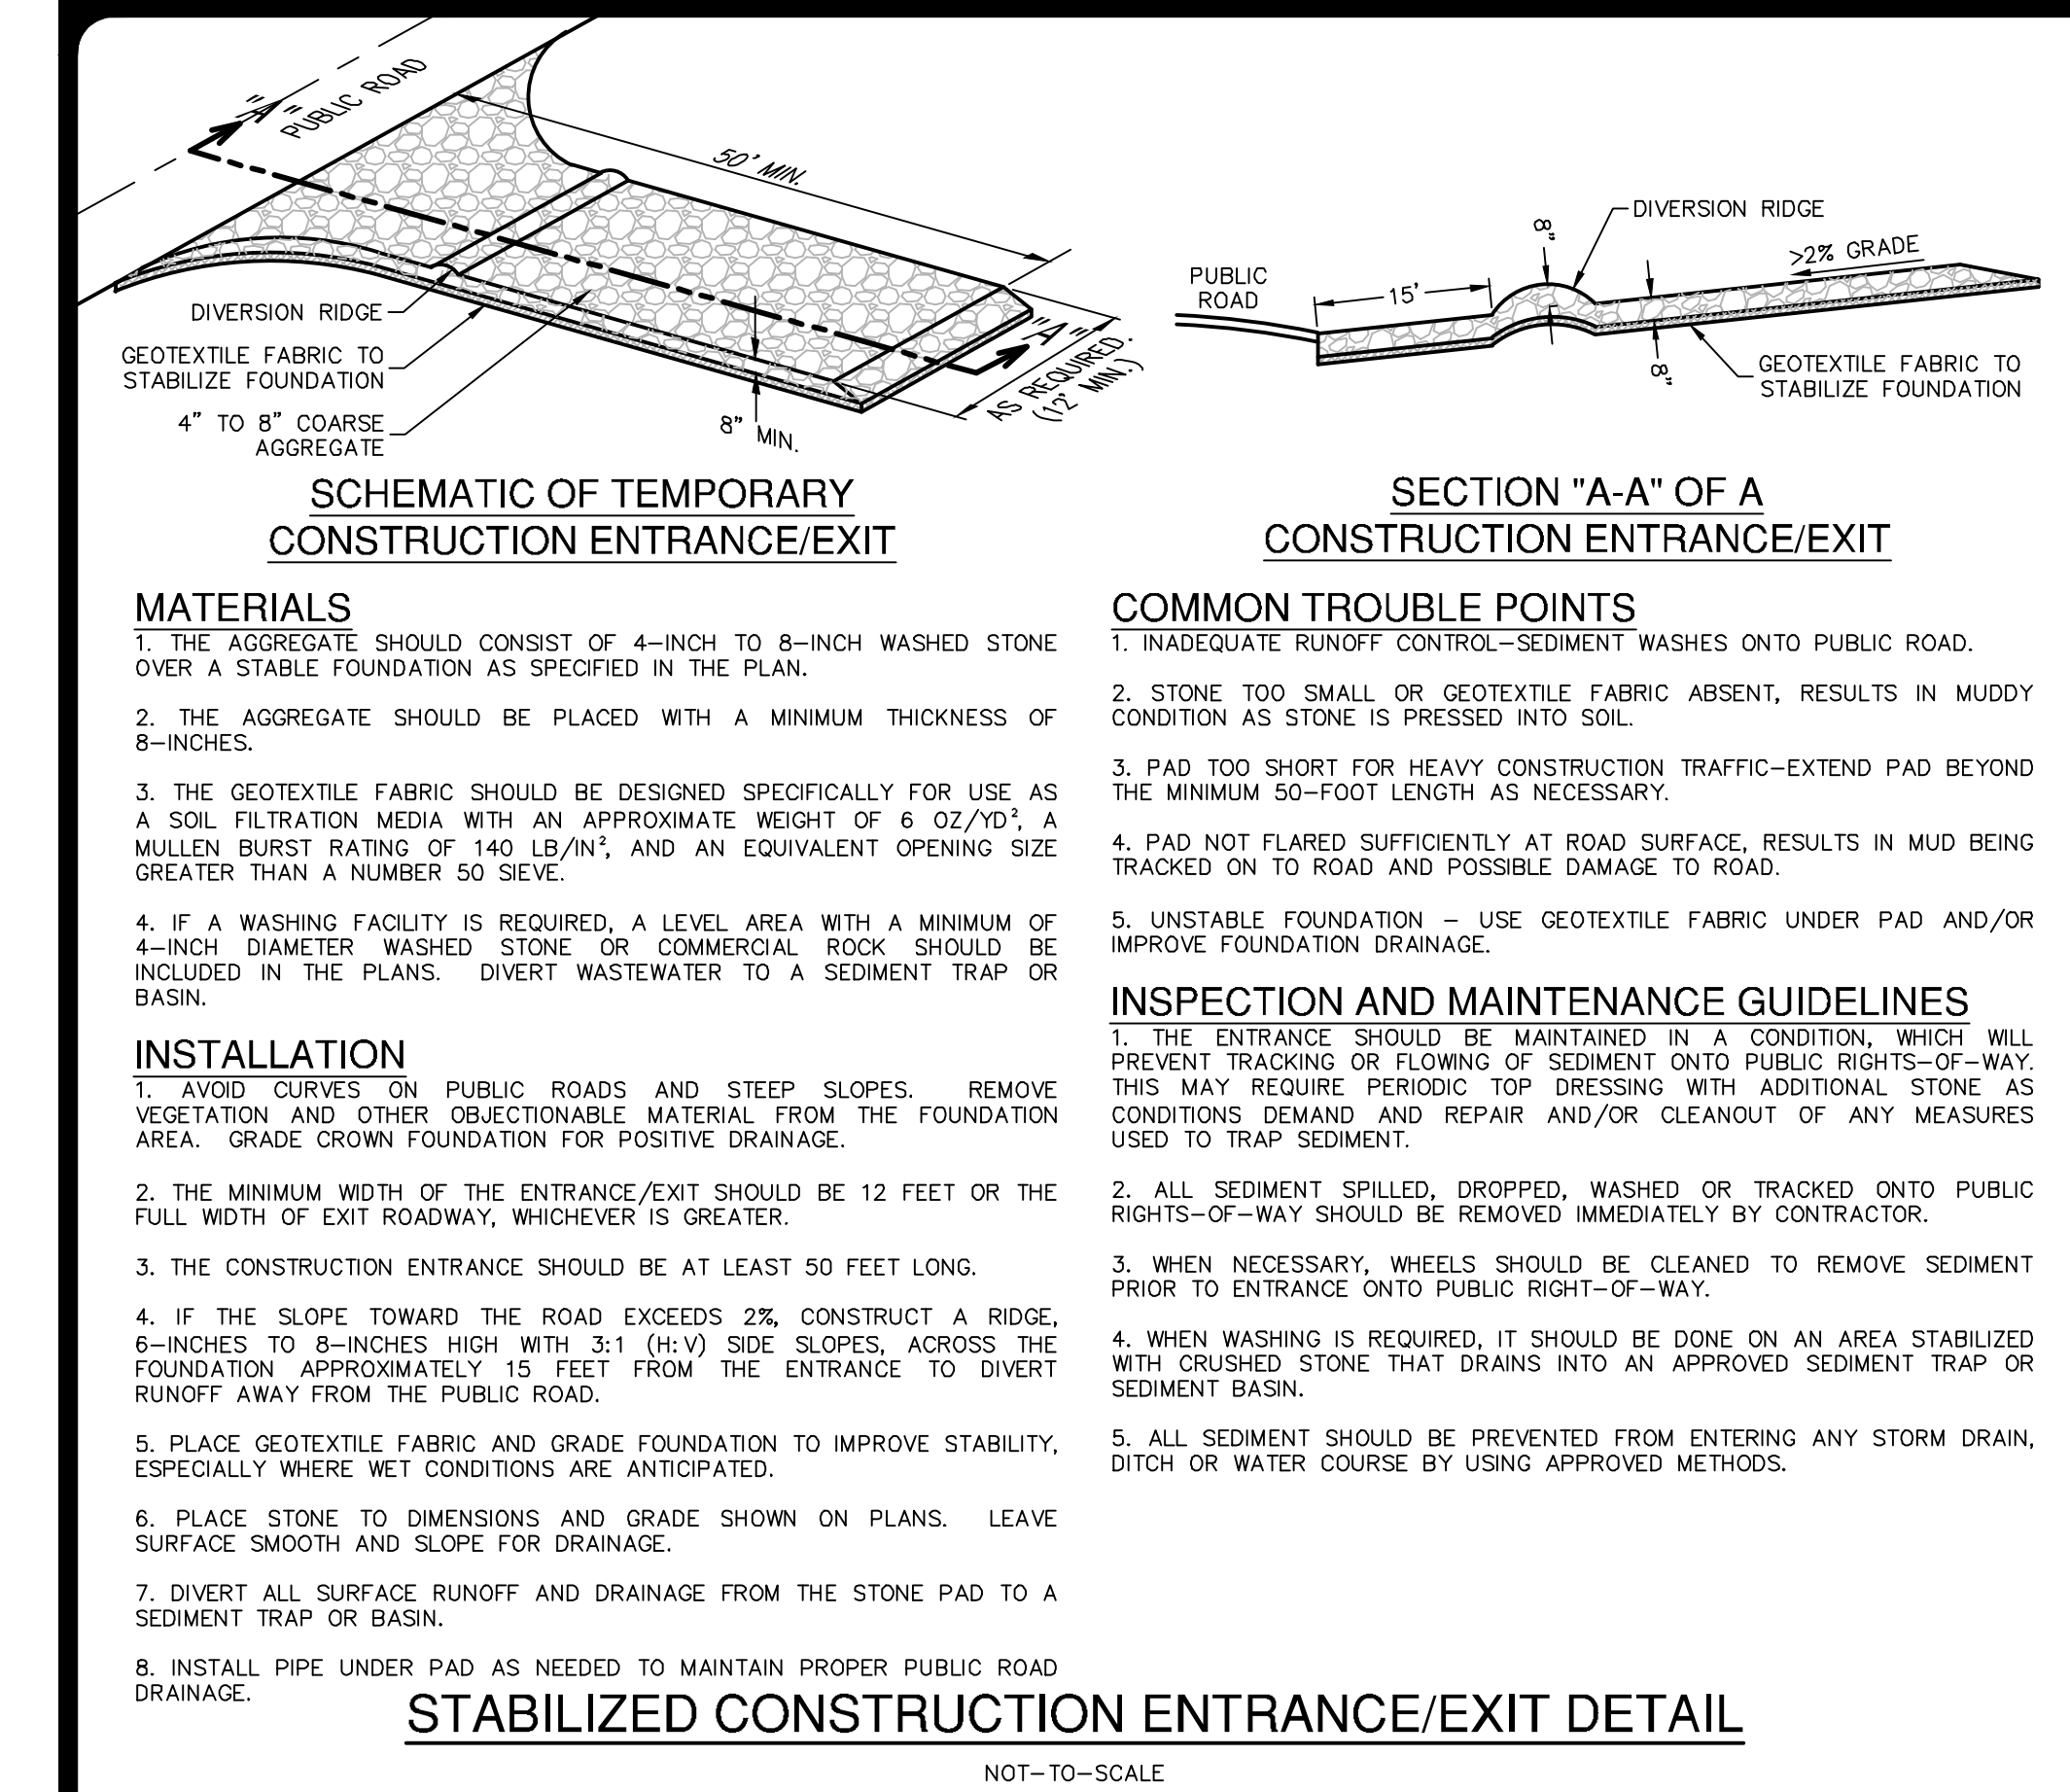 "A"
PUBLIC ROAD
50' MIN.
DIVERSION RIDGE
GEOTEXTILE FABRIC TO
STABILIZE FOUNDATION
4" TO 8" COARSE
AGGREGATE
8" MIN.
"A"
AS REQUIRED.
(12' MIN.)
SCHEMATIC OF TEMPORARY
CONSTRUCTION ENTRANCE/EXIT
PUBLIC
ROAD
15'
8"
DIVERSION RIDGE
>2% GRADE
8"
GEOTEXTILE FABRIC TO
STABILIZE FOUNDATION
SECTION "A-A" OF A
CONSTRUCTION ENTRANCE/EXIT
MATERIALS
1. THE AGGREGATE SHOULD CONSIST OF 4-INCH TO 8-INCH WASHED STONE
OVER A STABLE FOUNDATION AS SPECIFIED IN THE PLAN.
2. THE AGGREGATE SHOULD BE PLACED WITH A MINIMUM THICKNESS OF
8-INCHES.
3. THE GEOTEXTILE FABRIC SHOULD BE DESIGNED SPECIFICALLY FOR USE AS
A SOIL FILTRATION MEDIA WITH AN APPROXIMATE WEIGHT OF 6 OZ/YD², A
MULLEN BURST RATING OF 140 LB/IN², AND AN EQUIVALENT OPENING SIZE
GREATER THAN A NUMBER 50 SIEVE.
4. IF A WASHING FACILITY IS REQUIRED, A LEVEL AREA WITH A MINIMUM OF
4-INCH DIAMETER WASHED STONE OR COMMERCIAL ROCK SHOULD BE
INCLUDED IN THE PLANS. DIVERT WASTEWATER TO A SEDIMENT TRAP OR
BASIN.
INSTALLATION
1. AVOID CURVES ON PUBLIC ROADS AND STEEP SLOPES. REMOVE
VEGETATION AND OTHER OBJECTIONABLE MATERIAL FROM THE FOUNDATION
AREA. GRADE CROWN FOUNDATION FOR POSITIVE DRAINAGE.
2. THE MINIMUM WIDTH OF THE ENTRANCE/EXIT SHOULD BE 12 FEET OR THE
FULL WIDTH OF EXIT ROADWAY, WHICHEVER IS GREATER.
3. THE CONSTRUCTION ENTRANCE SHOULD BE AT LEAST 50 FEET LONG.
4. IF THE SLOPE TOWARD THE ROAD EXCEEDS 2%, CONSTRUCT A RIDGE,
6-INCHES TO 8-INCHES HIGH WITH 3:1 (H:V) SIDE SLOPES, ACROSS THE
FOUNDATION APPROXIMATELY 15 FEET FROM THE ENTRANCE TO DIVERT
RUNOFF AWAY FROM THE PUBLIC ROAD.
5. PLACE GEOTEXTILE FABRIC AND GRADE FOUNDATION TO IMPROVE STABILITY,
ESPECIALLY WHERE WET CONDITIONS ARE ANTICIPATED.
6. PLACE STONE TO DIMENSIONS AND GRADE SHOWN ON PLANS. LEAVE
SURFACE SMOOTH AND SLOPE FOR DRAINAGE.
7. DIVERT ALL SURFACE RUNOFF AND DRAINAGE FROM THE STONE PAD TO A
SEDIMENT TRAP OR BASIN.
8. INSTALL PIPE UNDER PAD AS NEEDED TO MAINTAIN PROPER PUBLIC ROAD
DRAINAGE.
COMMON TROUBLE POINTS
1. INADEQUATE RUNOFF CONTROL-SEDIMENT WASHES ONTO PUBLIC ROAD.
2. STONE TOO SMALL OR GEOTEXTILE FABRIC ABSENT, RESULTS IN MUDDY
CONDITION AS STONE IS PRESSED INTO SOIL.
3. PAD TOO SHORT FOR HEAVY CONSTRUCTION TRAFFIC-EXTEND PAD BEYOND
THE MINIMUM 50-FOOT LENGTH AS NECESSARY.
4. PAD NOT FLARED SUFFICIENTLY AT ROAD SURFACE, RESULTS IN MUD BEING
TRACKED ON TO ROAD AND POSSIBLE DAMAGE TO ROAD.
5. UNSTABLE FOUNDATION - USE GEOTEXTILE FABRIC UNDER PAD AND/OR
IMPROVE FOUNDATION DRAINAGE.
INSPECTION AND MAINTENANCE GUIDELINES
1. THE ENTRANCE SHOULD BE MAINTAINED IN A CONDITION, WHICH WILL
PREVENT TRACKING OR FLOWING OF SEDIMENT ONTO PUBLIC RIGHTS-OF-WAY.
THIS MAY REQUIRE PERIODIC TOP DRESSING WITH ADDITIONAL STONE AS
CONDITIONS DEMAND AND REPAIR AND/OR CLEANOUT OF ANY MEASURES
USED TO TRAP SEDIMENT.
2. ALL SEDIMENT SPILLED, DROPPED, WASHED OR TRACKED ONTO PUBLIC
RIGHTS-OF-WAY SHOULD BE REMOVED IMMEDIATELY BY CONTRACTOR.
3. WHEN NECESSARY, WHEELS SHOULD BE CLEANED TO REMOVE SEDIMENT
PRIOR TO ENTRANCE ONTO PUBLIC RIGHT-OF-WAY.
4. WHEN WASHING IS REQUIRED, IT SHOULD BE DONE ON AN AREA STABILIZED
WITH CRUSHED STONE THAT DRAINS INTO AN APPROVED SEDIMENT TRAP OR
SEDIMENT BASIN.
5. ALL SEDIMENT SHOULD BE PREVENTED FROM ENTERING ANY STORM DRAIN,
DITCH OR WATER COURSE BY USING APPROVED METHODS.
STABILIZED CONSTRUCTION ENTRANCE/EXIT DETAIL
NOT-TO-SCALE